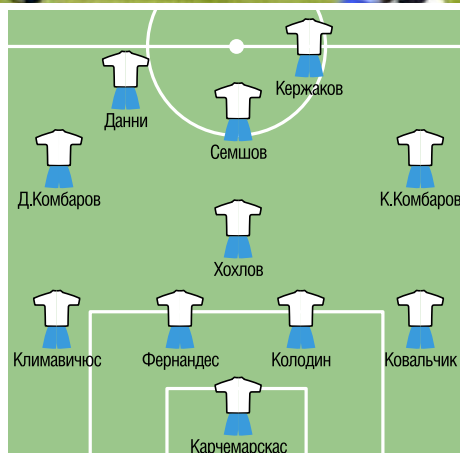 Кержаков
Данни
Семшов
Д.Комбаров
К.Комбаров
Хохлов
Климавичюс
Фернандес
Колодин
Ковальчик
Карчемарскас